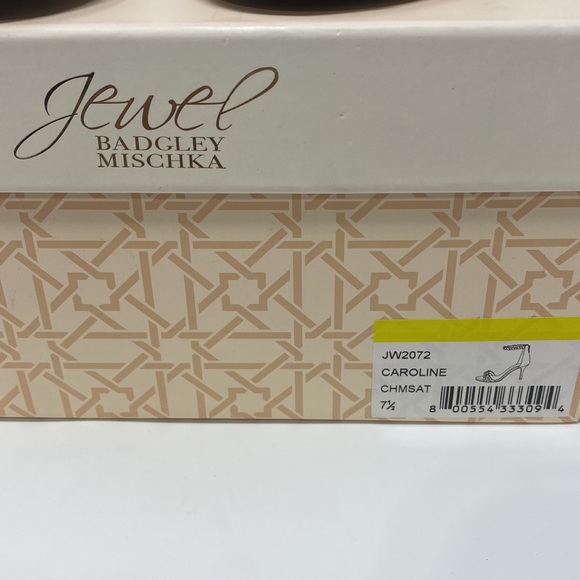 Jewel
BADGLEY
MISCHKA
JW2072
CAROLINE
CHMSAT
7½
8 00554 33309 4